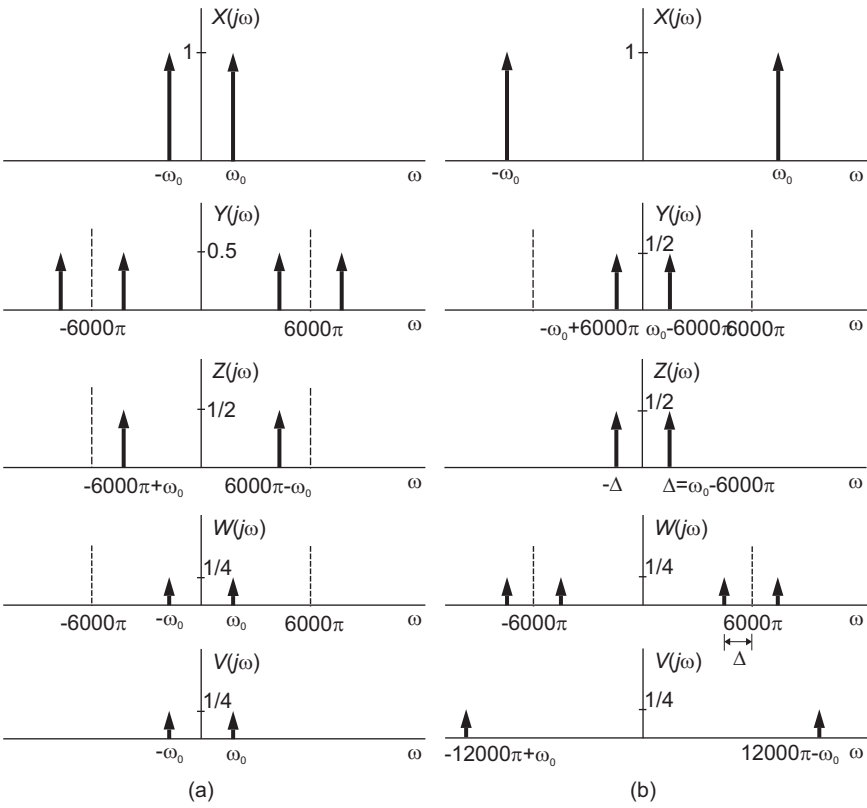 X(jω)
1
-ω₀ ω₀ ω
Y(jω)
0.5
-6000π 6000π ω
Z(jω)
1/2
-6000π+ω₀ 6000π-ω₀ ω
W(jω)
1/4
-6000π -ω₀ ω₀ 6000π ω
V(jω)
1/4
-ω₀ ω₀ ω
(a)
X(jω)
1
-ω₀ ω₀ ω
Y(jω)
1/2
-ω₀+6000π ω₀-6000π 6000π ω
Z(jω)
1/2
-Δ Δ=ω₀-6000π ω
W(jω)
1/4
-6000π 6000π ω
Δ
V(jω)
1/4
-12000π+ω₀ 12000π-ω₀ ω
(b)